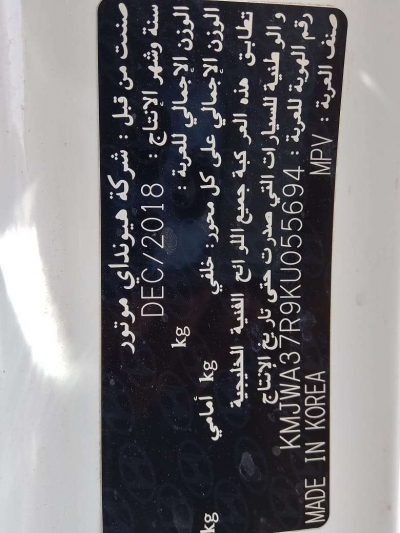 صنعت من قبل : شركة هيونداي موتور
سنة وشهر الإنتاج : DEC/2018
الوزن الإجمالي للعربة : kg
الوزن الإجمالي على كل محور: خلفي kg أمامي kg
تطابق هذه المركبة جميع اللوائح الفنية الخليجية
و الوطنية للسيارات التي صدرت حتى تاريخ الإنتاج
رقم الهوية للعربة : KMJWA37R9KU055694
صنف العربة : MPV MADE IN KOREA